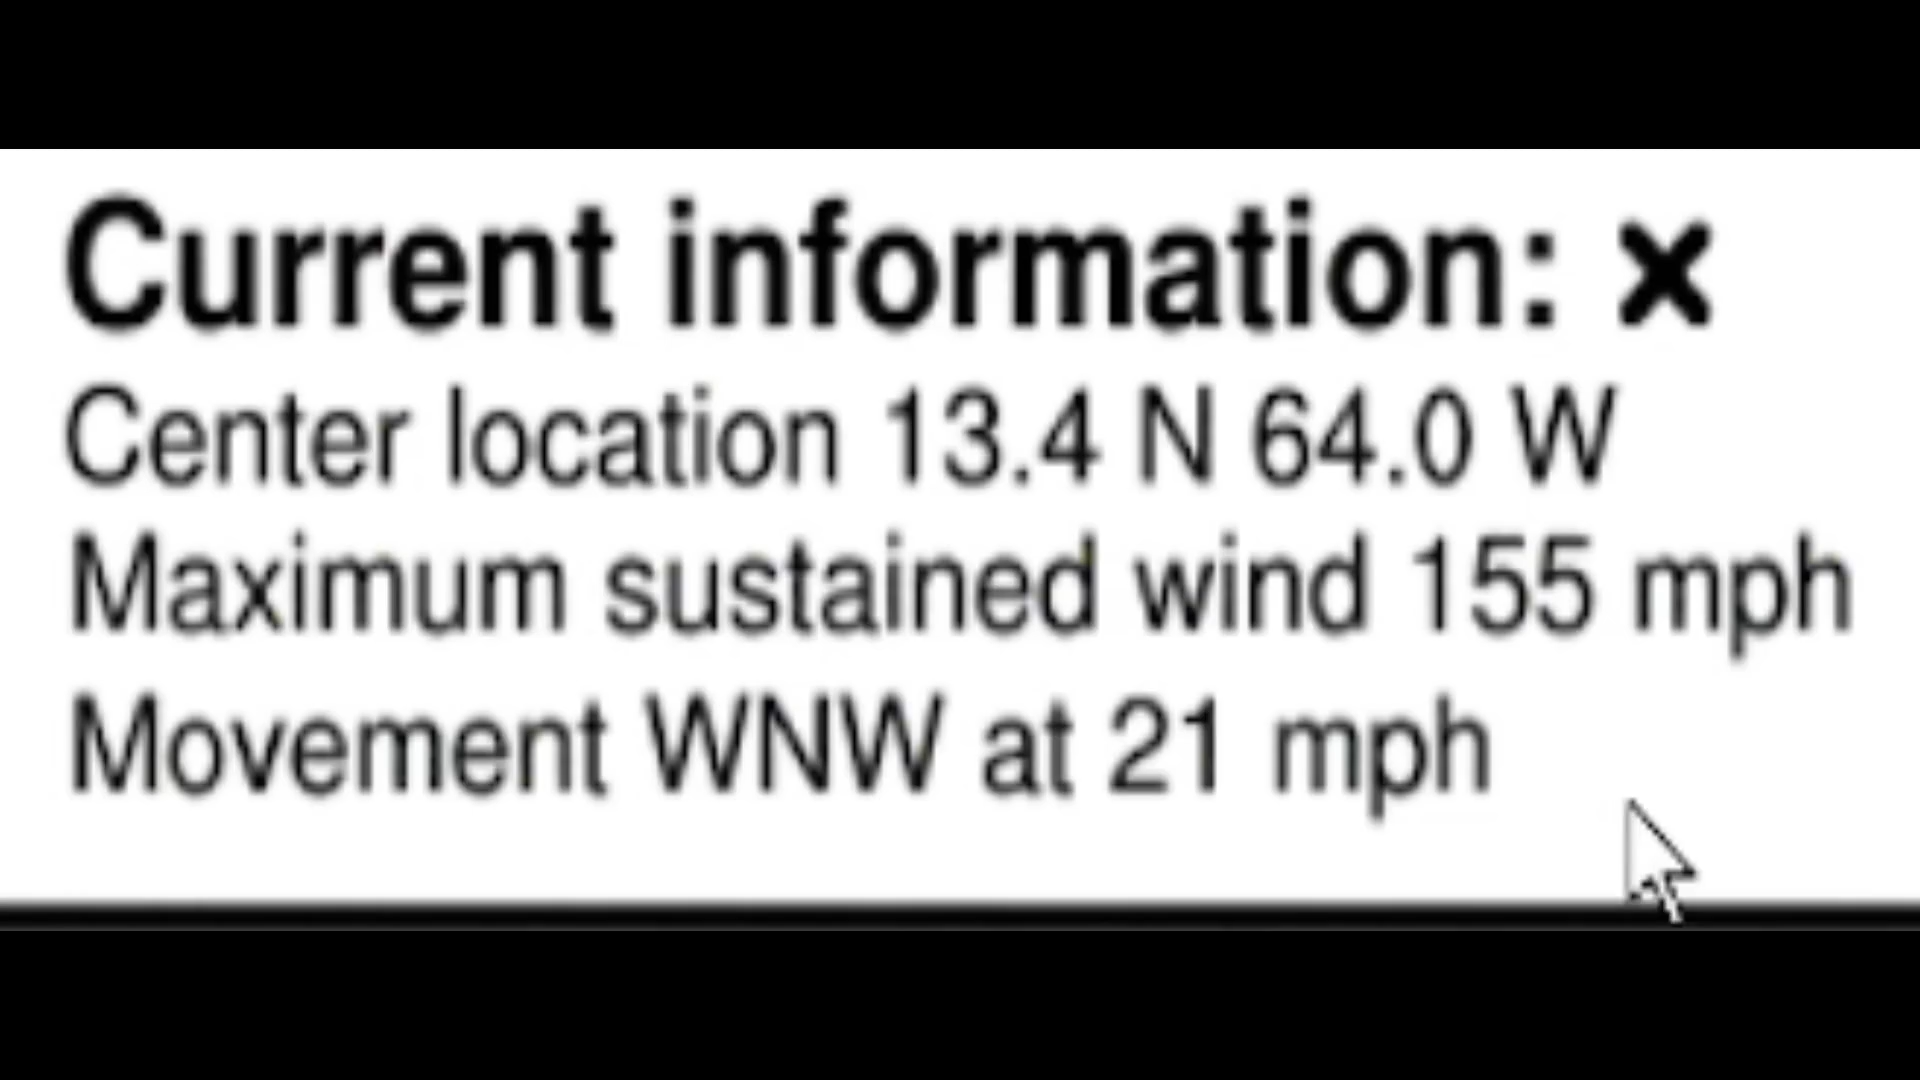 Current information: ×
Center location 13.4 N 64.0 W
Maximum sustained wind 155 mph
Movement WNW at 21 mph